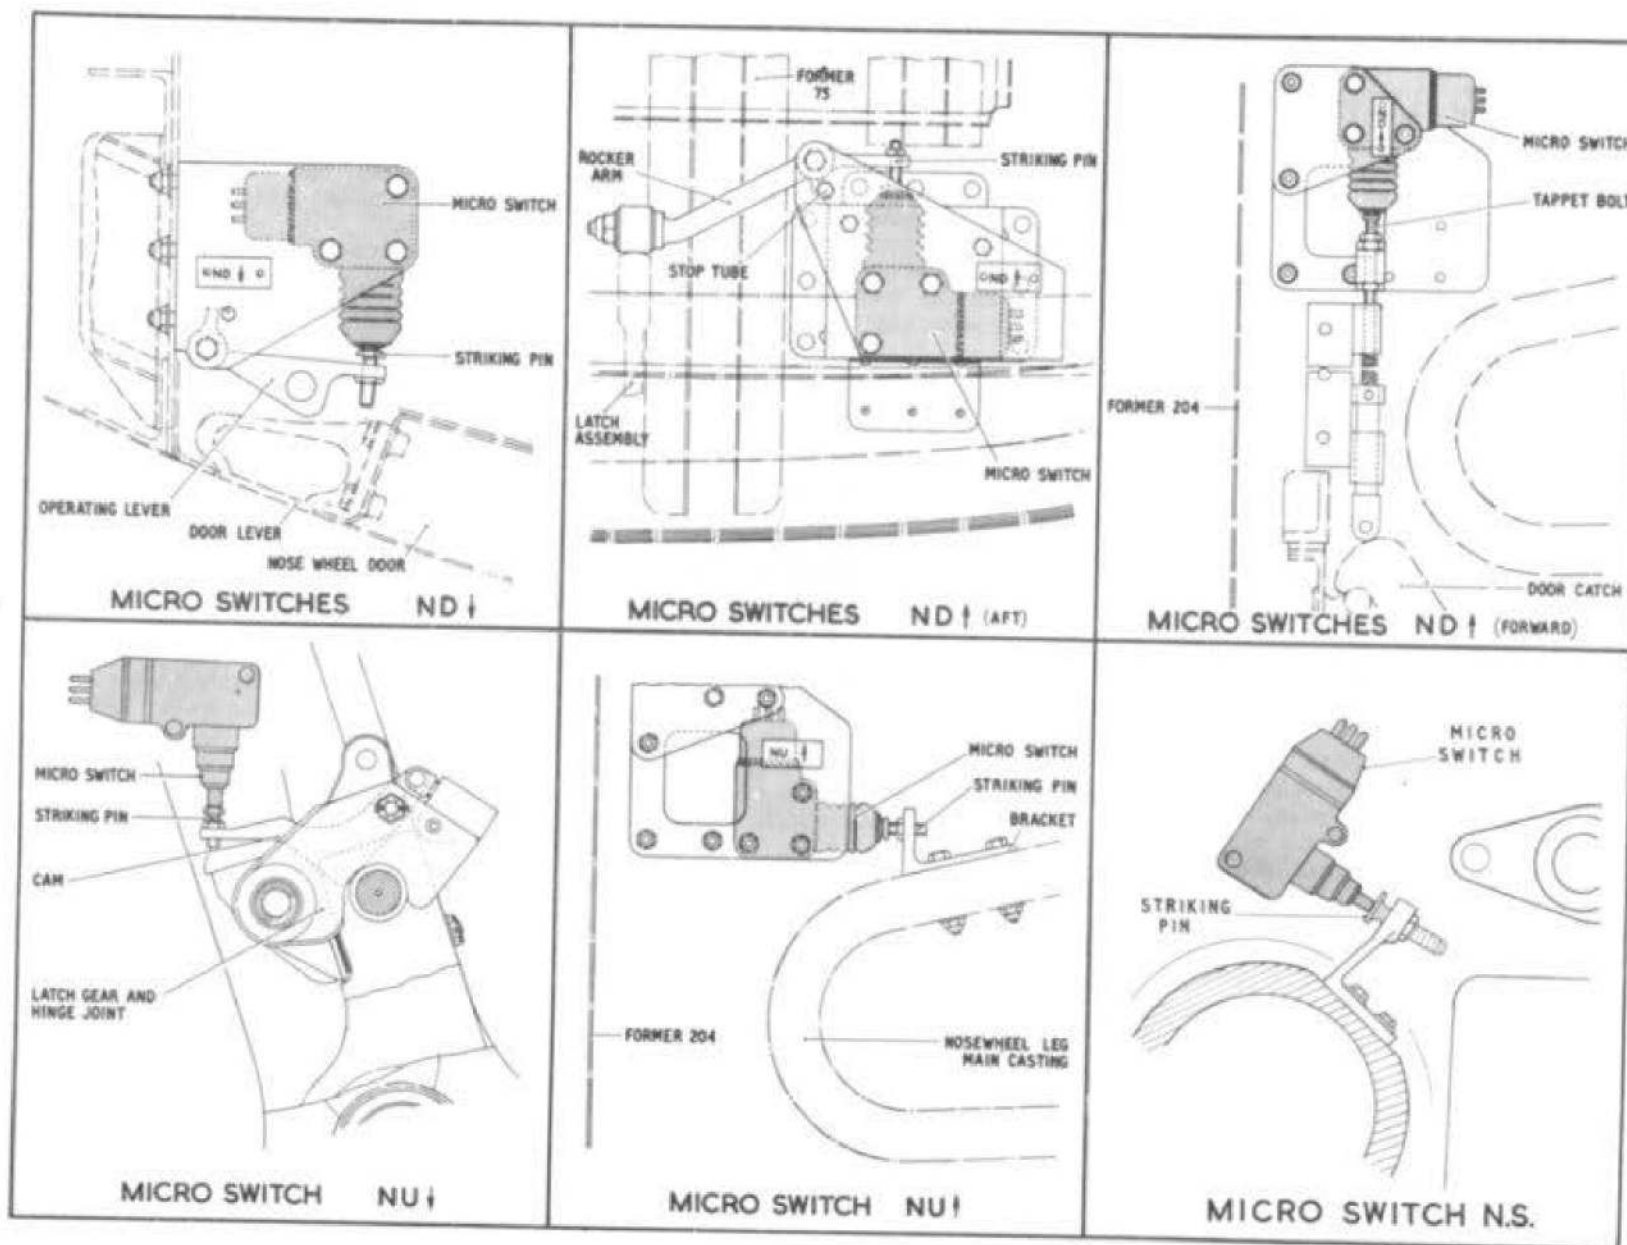 MICRO SWITCH
ND ↓
STRIKING PIN
OPERATING LEVER
DOOR LEVER
NOSE WHEEL DOOR
MICRO SWITCHES ND ↓
FORMER
75
ROCKER
ARM
STRIKING PIN
STOP TUBE
ND ↑
LATCH
ASSEMBLY
MICRO SWITCH
MICRO SWITCHES ND ↑ (AFT)
MICRO SWITCH
TAPPET BOLT
FORMER 204
DOOR CATCH
MICRO SWITCHES ND ↑ (FORWARD)
MICRO SWITCH
STRIKING PIN
CAM
LATCH GEAR AND
HINGE JOINT
MICRO SWITCH NU ↓
NU ↑
MICRO SWITCH
STRIKING PIN
BRACKET
FORMER 204
NOSEWHEEL LEG
MAIN CASTING
MICRO SWITCH NU ↑
MICRO
SWITCH
STRIKING
PIN
MICRO SWITCH N.S.